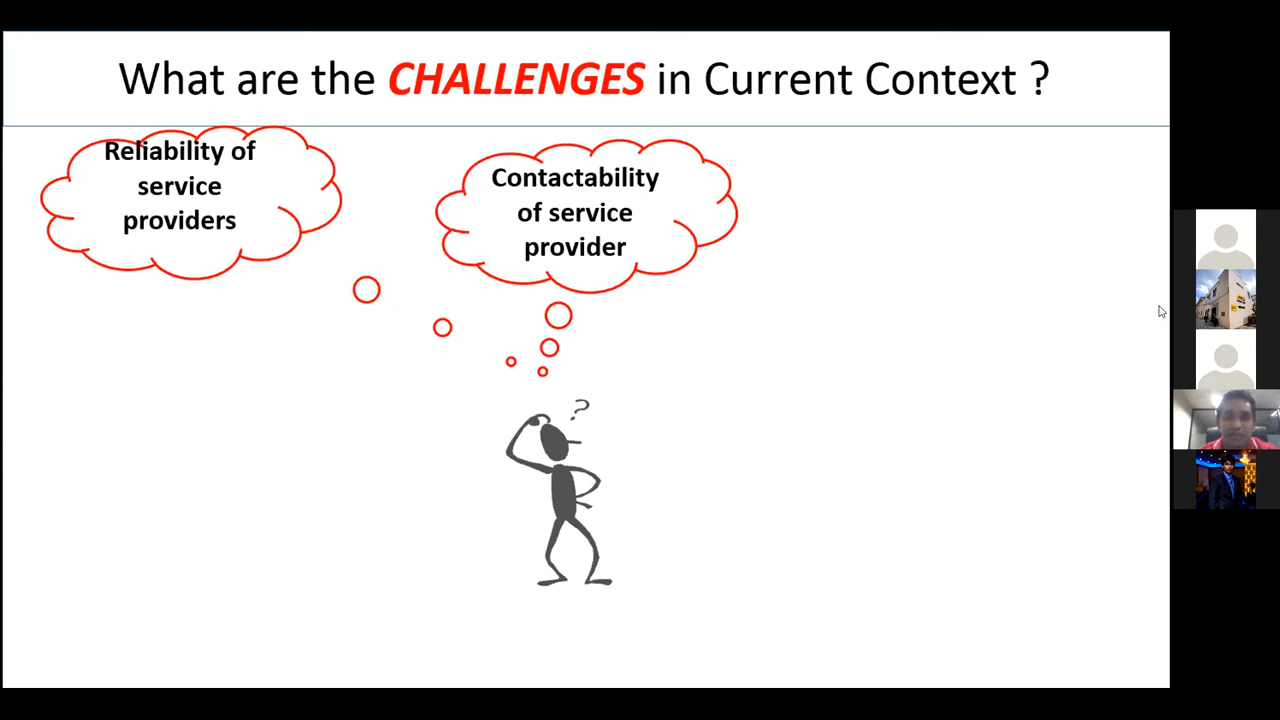 What are the CHALLENGES in Current Context ?
Reliability of
service
providers
Contactability
of service
provider
?